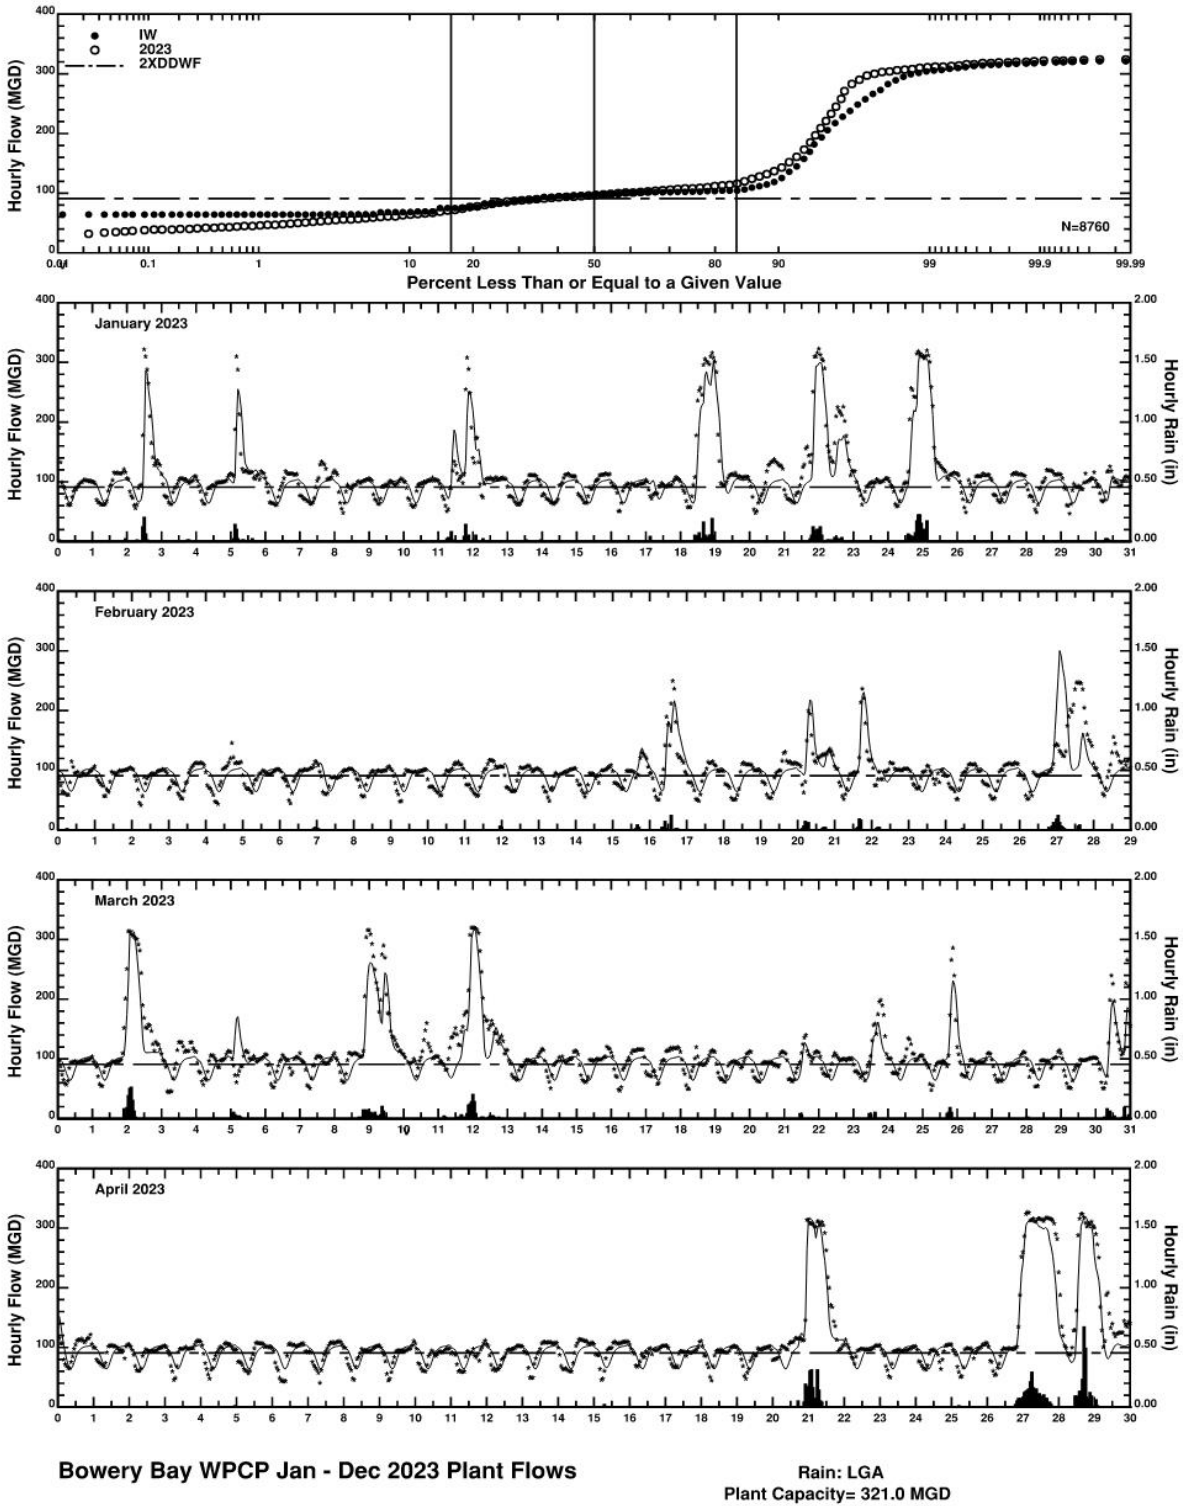 400
300
200
100
0
Hourly Flow (MGD)
IW
2023
2XDDWF
N=8760
0.1 1 10 20 50 80 90 99 99.9 99.99
Percent Less Than or Equal to a Given Value
400
300
200
100
0
Hourly Flow (MGD)
January 2023
2.00
1.50
1.00
0.50
0.00
Hourly Rain (in)
0 1 2 3 4 5 6 7 8 9 10 11 12 13 14 15 16 17 18 19 20 21 22 23 24 25 26 27 28 29 30 31
400
300
200
100
0
Hourly Flow (MGD)
February 2023
2.00
1.50
1.00
0.50
0.00
Hourly Rain (in)
0 1 2 3 4 5 6 7 8 9 10 11 12 13 14 15 16 17 18 19 20 21 22 23 24 25 26 27 28 29
400
300
200
100
0
Hourly Flow (MGD)
March 2023
2.00
1.50
1.00
0.50
0.00
Hourly Rain (in)
0 1 2 3 4 5 6 7 8 9 10 11 12 13 14 15 16 17 18 19 20 21 22 23 24 25 26 27 28 29 30 31
400
300
200
100
0
Hourly Flow (MGD)
April 2023
2.00
1.50
1.00
0.50
0.00
Hourly Rain (in)
0 1 2 3 4 5 6 7 8 9 10 11 12 13 14 15 16 17 18 19 20 21 22 23 24 25 26 27 28 29 30
Bowery Bay WPCP Jan - Dec 2023 Plant Flows
Rain: LGA
Plant Capacity= 321.0 MGD